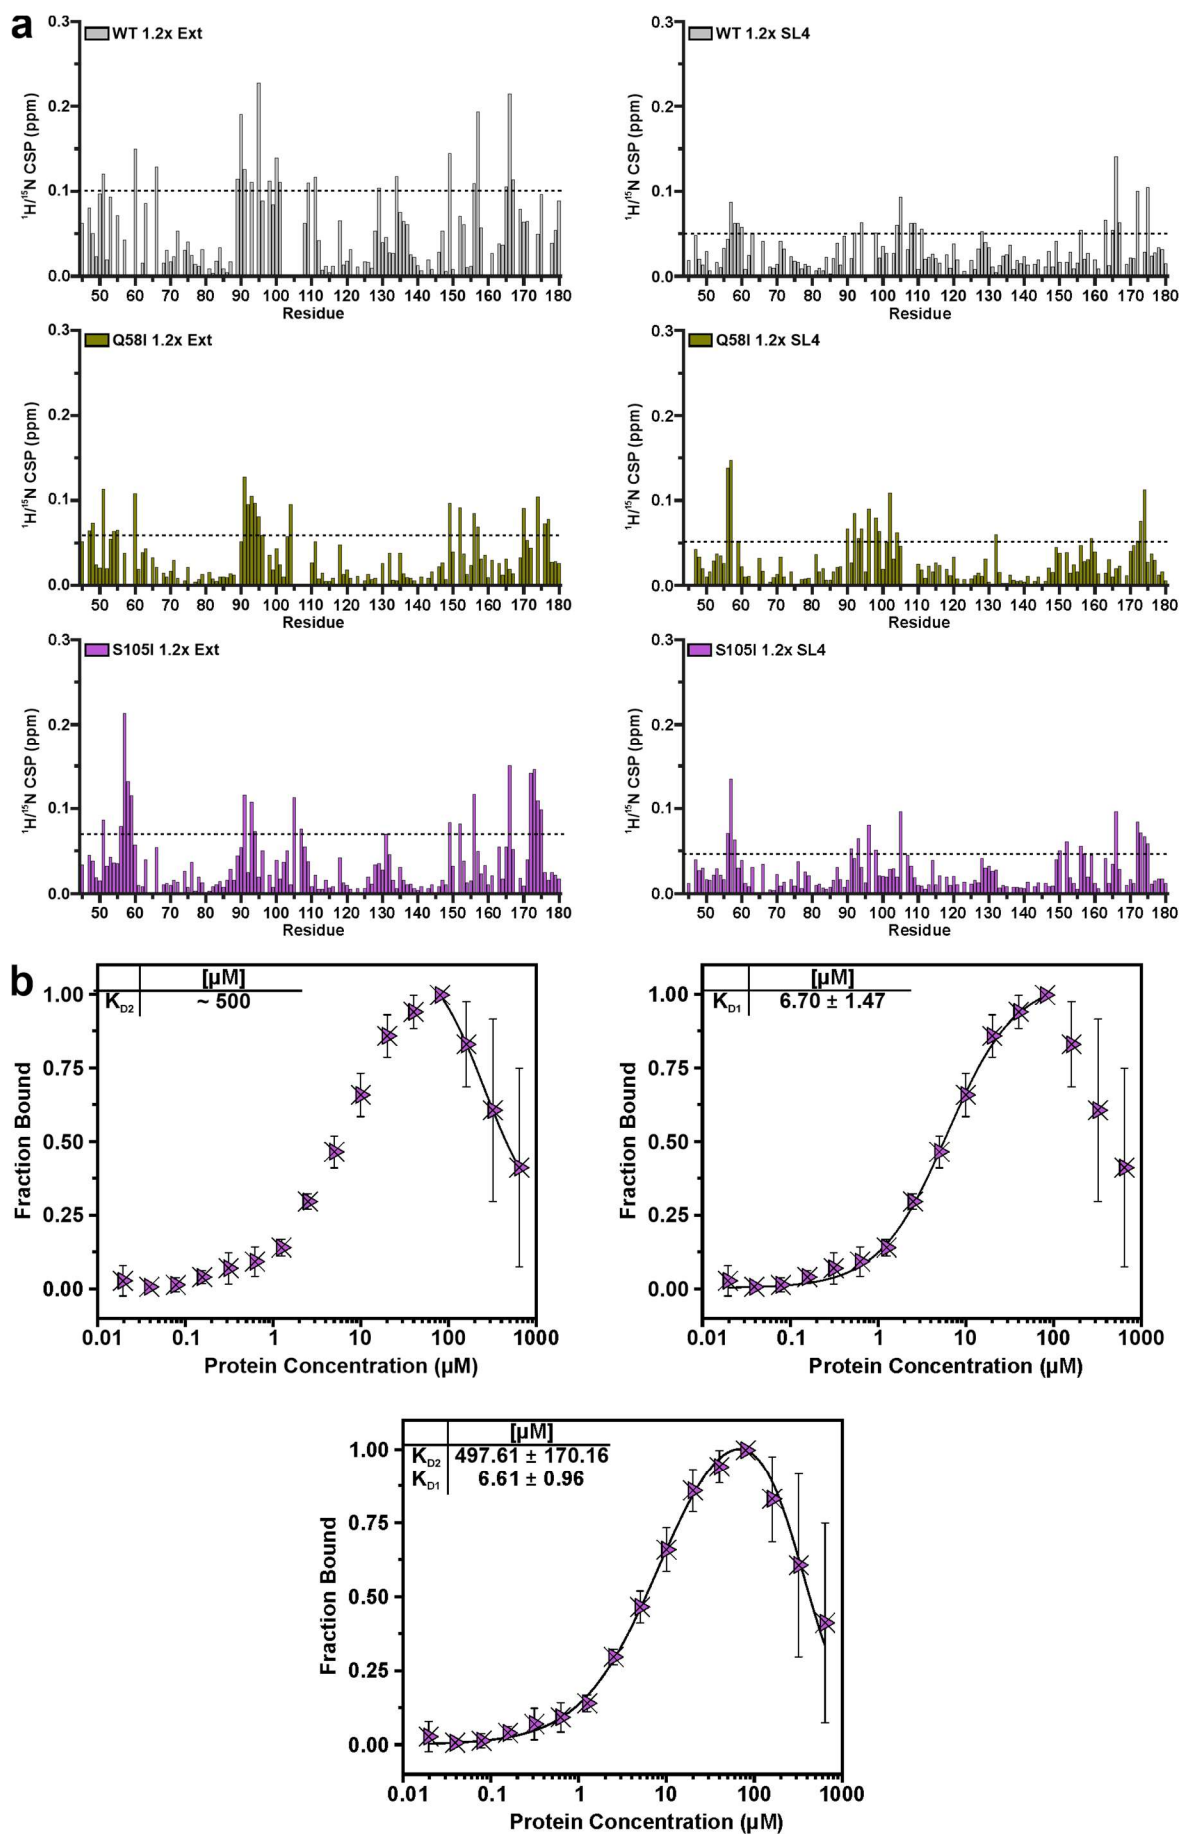 a
WT 1.2x Ext
0.3
0.2
0.1
0.0
¹H/¹⁵N CSP (ppm)
50 60 70 80 90 100 110 120 130 140 150 160 170 180
Residue
WT 1.2x SL4
0.3
0.2
0.1
0.0
¹H/¹⁵N CSP (ppm)
50 60 70 80 90 100 110 120 130 140 150 160 170 180
Residue
Q58I 1.2x Ext
0.3
0.2
0.1
0.0
¹H/¹⁵N CSP (ppm)
50 60 70 80 90 100 110 120 130 140 150 160 170 180
Residue
Q58I 1.2x SL4
0.3
0.2
0.1
0.0
¹H/¹⁵N CSP (ppm)
50 60 70 80 90 100 110 120 130 140 150 160 170 180
Residue
S105I 1.2x Ext
0.3
0.2
0.1
0.0
¹H/¹⁵N CSP (ppm)
50 60 70 80 90 100 110 120 130 140 150 160 170 180
Residue
S105I 1.2x SL4
0.3
0.2
0.1
0.0
¹H/¹⁵N CSP (ppm)
50 60 70 80 90 100 110 120 130 140 150 160 170 180
Residue
b
[µM]
K_D2 ~ 500
1.00
0.75
0.50
0.25
0.00
Fraction Bound
0.01 0.1 1 10 100 1000
Protein Concentration (µM)
[µM]
K_D1 6.70 ± 1.47
1.00
0.75
0.50
0.25
0.00
Fraction Bound
0.01 0.1 1 10 100 1000
Protein Concentration (µM)
[µM]
K_D2 497.61 ± 170.16
K_D1 6.61 ± 0.96
1.00
0.75
0.50
0.25
0.00
Fraction Bound
0.01 0.1 1 10 100 1000
Protein Concentration (µM)